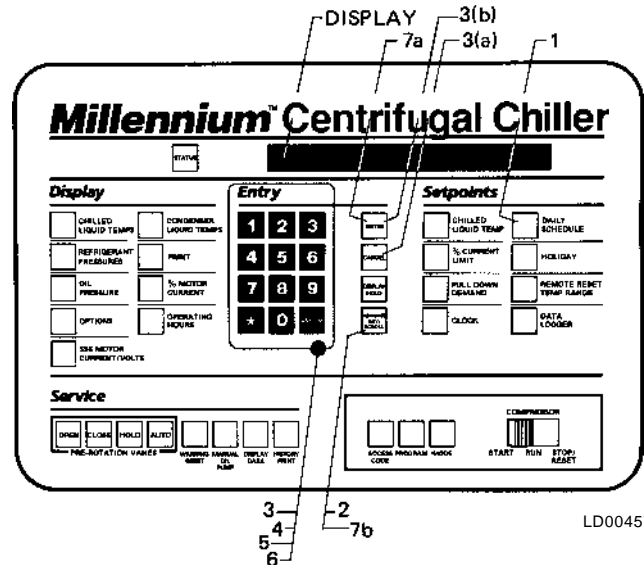 DISPLAY
7a
3(b)
3(a)
1
Millennium™ Centrifugal Chiller
STATUS
Display
CHILLED LIQUID TEMPS
CONDENSER LIQUID TEMPS
REFRIGERANT PRESSURES
PRINT
OIL PRESSURE
% MOTOR CURRENT
OPTIONS
OPERATING HOURS
SSS MOTOR CURRENT/VOLTS
Entry
1 2 3
4 5 6
7 8 9
* 0
ENTER
CANCEL
DISPLAY HOLD
Setpoints
CHILLED LIQUID TEMP
DAILY SCHEDULE
% CURRENT LIMIT
HOLIDAY
PULL DOWN DEMAND
REMOTE RESET TEMP RANGE
CLOCK
DATA LOGGER
Service
OPEN CLOSE HOLD AUTO
PRE-ROTATION VANES
WARNING RESET
MANUAL OIL PUMP
DISPLAY DATA
HISTORY PRINT
ACCESS CODE
PROGRAM
MODE
COMPRESSOR
START RUN STOP/RESET
3
4
5
6
2
7b
LD0045